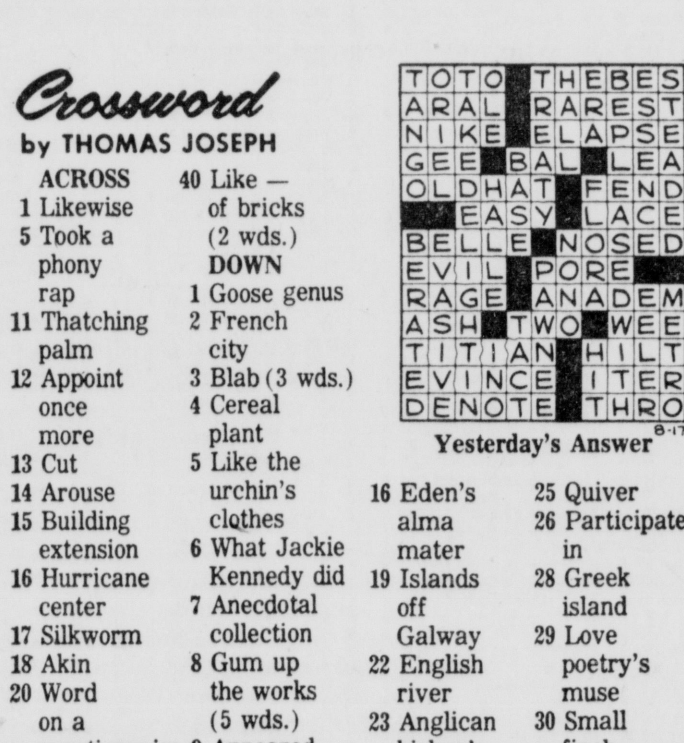 Crossword
by THOMAS JOSEPH
ACROSS
1 Likewise
5 Took a
phony
rap
11 Thatching
palm
12 Appoint
once
more
13 Cut
14 Arouse
15 Building
extension
16 Hurricane
center
17 Silkworm
18 Akin
20 Word
on a
40 Like —
of bricks
(2 wds.)
DOWN
1 Goose genus
2 French
city
3 Blab (3 wds.)
4 Cereal
plant
5 Like the
urchin's
clothes
6 What Jackie
Kennedy did
7 Anecdotal
collection
8 Gum up
the works
(5 wds.)
TOTO THEBES
ARAL RAREST
NIKE ELAPSE
GEE BAL LEA
OLDHAT FEND
EASY LACE
BELLE NOSED
EVIL PORE
RAGE ANADEM
ASH TWO WEE
TITIAN HILT
EVINCE ITER
DENOTE THRO
8-17
Yesterday's Answer
16 Eden's
alma
mater
19 Islands
off
Galway
22 English
river
23 Anglican
25 Quiver
26 Participate
in
28 Greek
island
29 Love
poetry's
muse
30 Small